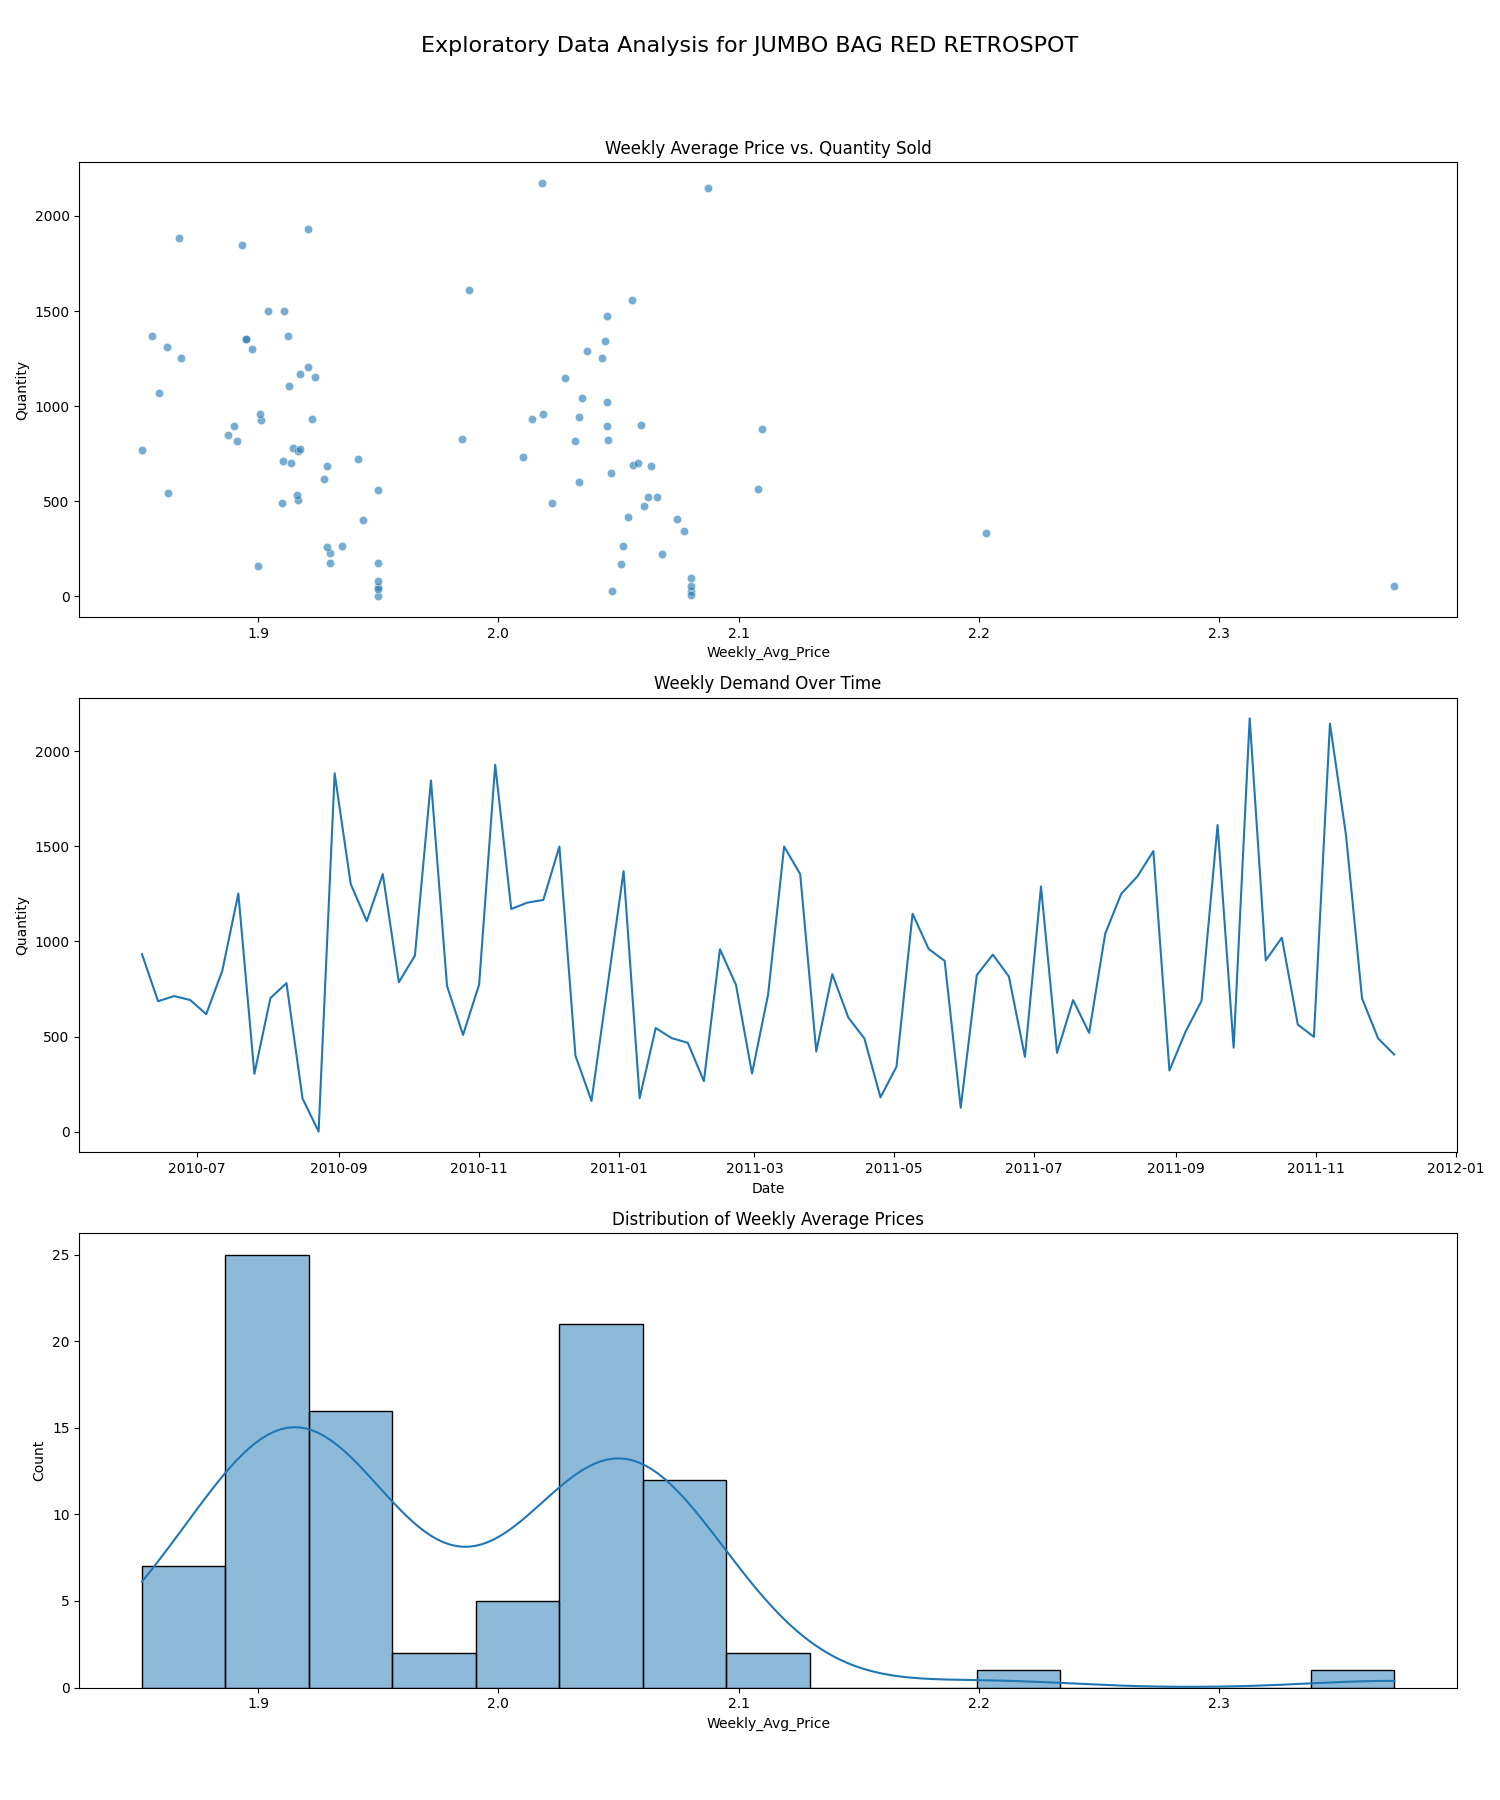 Exploratory Data Analysis for JUMBO BAG RED RETROSPOT
Weekly Average Price vs. Quantity Sold
2000
1500
1000
500
0
Quantity
1.9 2.0 2.1 2.2 2.3
Weekly_Avg_Price
Weekly Demand Over Time
2000
1500
1000
500
0
Quantity
2010-07 2010-09 2010-11 2011-01 2011-03 2011-05 2011-07 2011-09 2011-11 2012-01
Date
Distribution of Weekly Average Prices
25
20
15
10
5
0
Count
1.9 2.0 2.1 2.2 2.3
Weekly_Avg_Price